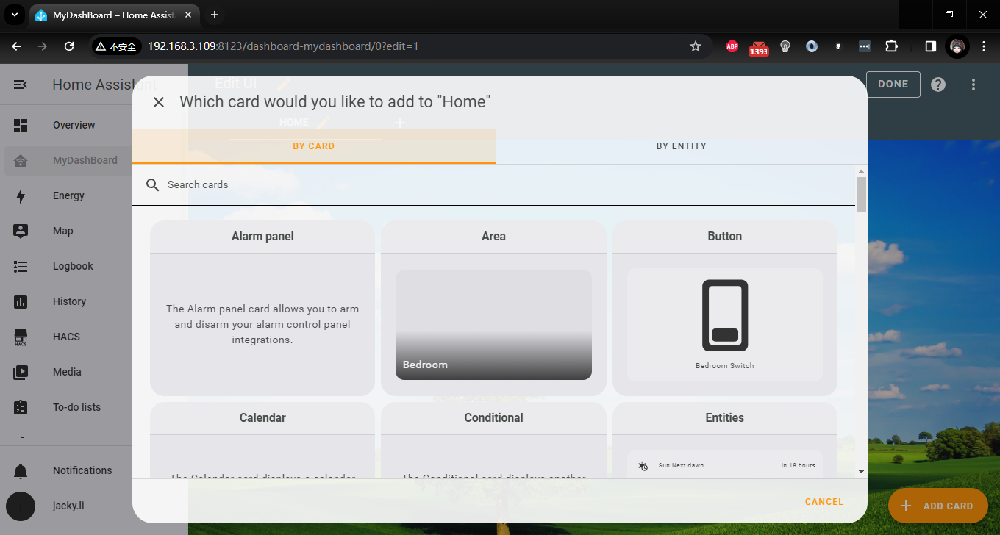 MyDashBoard – Home Assist
不安全
192.168.3.109:8123/dashboard-mydashboard/0?edit=1
ABP
1393
Home Assistant
Edit UI
DONE
Which card would you like to add to "Home"
HOME
Overview
BY CARD
BY ENTITY
MyDashBoard
Search cards
Energy
Map
Alarm panel
Area
Button
Logbook
History
The Alarm panel card allows you to arm
and disarm your alarm control panel
integrations.
HACS
HACS
Bedroom
Bedroom Switch
Media
To-do lists
Calendar
Conditional
Entities
Notifications
Sun Next dawn
In 18 hours
The Calendar card displays a calendar
The Conditional card displays another
CANCEL
jacky.li
ADD CARD